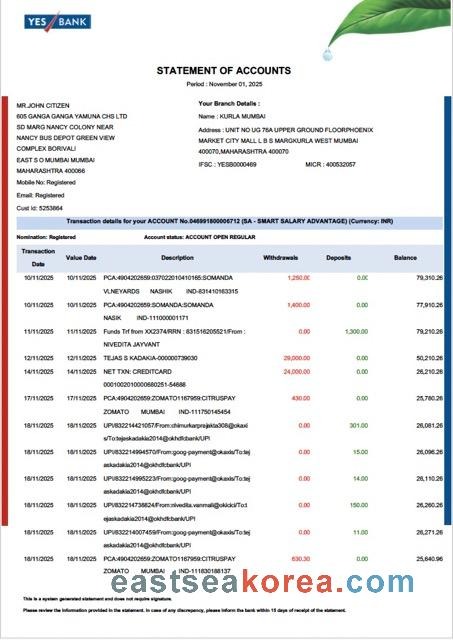 YES BANK
STATEMENT OF ACCOUNTS
Period : November 01, 2025
MR.JOHN CITIZEN
605 GANGA GANGA YAMUNA CHS LTD
SD MARG NANCY COLONY NEAR
NANCY BUS DEPOT GREEN VIEW
COMPLEX BORIVALI
EAST S O MUMBAI MUMBAI
MAHARASHTRA 400066
Mobile No: Registered
Email: Registered
Cust Id: 5253864
Your Branch Details :
Name : KURLA MUMBAI
Address : UNIT NO UG 76A UPPER GROUND FLOORPHOENIX
MARKET CITY MALL L B S MARGKURLA WEST MUMBAI
400070,MAHARASHTRA 400070
IFSC : YESB0000469 MICR : 400532057
Transaction details for your ACCOUNT No.046991800006712 (SA - SMART SALARY ADVANTAGE) (Currency: INR)
Nomination: Registered Account status: ACCOUNT OPEN REGULAR
Transaction Date Value Date Description Withdrawals Deposits Balance
10/11/2025 10/11/2025 PCA:4904202659:037022010410165:SOMANDA 1,250.00 0.00 79,310.26
VLNEYARDS NASHIK IND-831410163315
10/11/2025 10/11/2025 PCA:4904202659:SOMANDA:SOMANDA 1,400.00 0.00 77,910.26
NASIK IND-111000001171
11/11/2025 11/11/2025 Funds Trf from XX2374/RRN : 831516205521/From : 0.00 1,300.00 79,210.26
NIVEDITA JAYVANT
12/11/2025 12/11/2025 TEJAS S KADAKIA-000000739030 29,000.00 0.00 50,210.26
14/11/2025 14/11/2025 NET TXN: CREDITCARD 24,000.00 0.00 26,210.26
0001002010000680251-54686
17/11/2025 17/11/2025 PCA:4904202659:ZOMATO1167959:CITRUSPAY 430.00 0.00 25,780.26
ZOMATO MUMBAI IND-111750145454
18/11/2025 18/11/2025 UPI/832214421057/From:chimurkarprajakta308@okaxi 0.00 301.00 26,081.26
s/To:tejaskadakia2014@okhdfcbank/UPI
18/11/2025 18/11/2025 UPI/832214994570/From:goog-payment@okaxis/To:tej 0.00 15.00 26,096.26
askadakia2014@okhdfcbank/UPI
18/11/2025 18/11/2025 UPI/832214995223/From:goog-payment@okaxis/To:tej 0.00 14.00 26,110.26
askadakia2014@okhdfcbank/UPI
18/11/2025 18/11/2025 UPI/832214738624/From:nivedita.vanmali@okicici/To:t 0.00 150.00 26,260.26
ejaskadakia2014@okhdfcbank/UPI
18/11/2025 18/11/2025 UPI/832214007459/From:goog-payment@okaxis/To:tej 0.00 11.00 26,271.26
askadakia2014@okhdfcbank/UPI
18/11/2025 18/11/2025 PCA:4904202659:ZOMATO1167959:CITRUSPAY 630.30 0.00 25,640.96
ZOMATO MUMBAI IND-111830188137
eastseakorea.com
This is a system generated statement and does not require signature.
Please review the information provided in the statement. In case of any discrepancy, please inform the bank within 15 days of receipt of the statement.